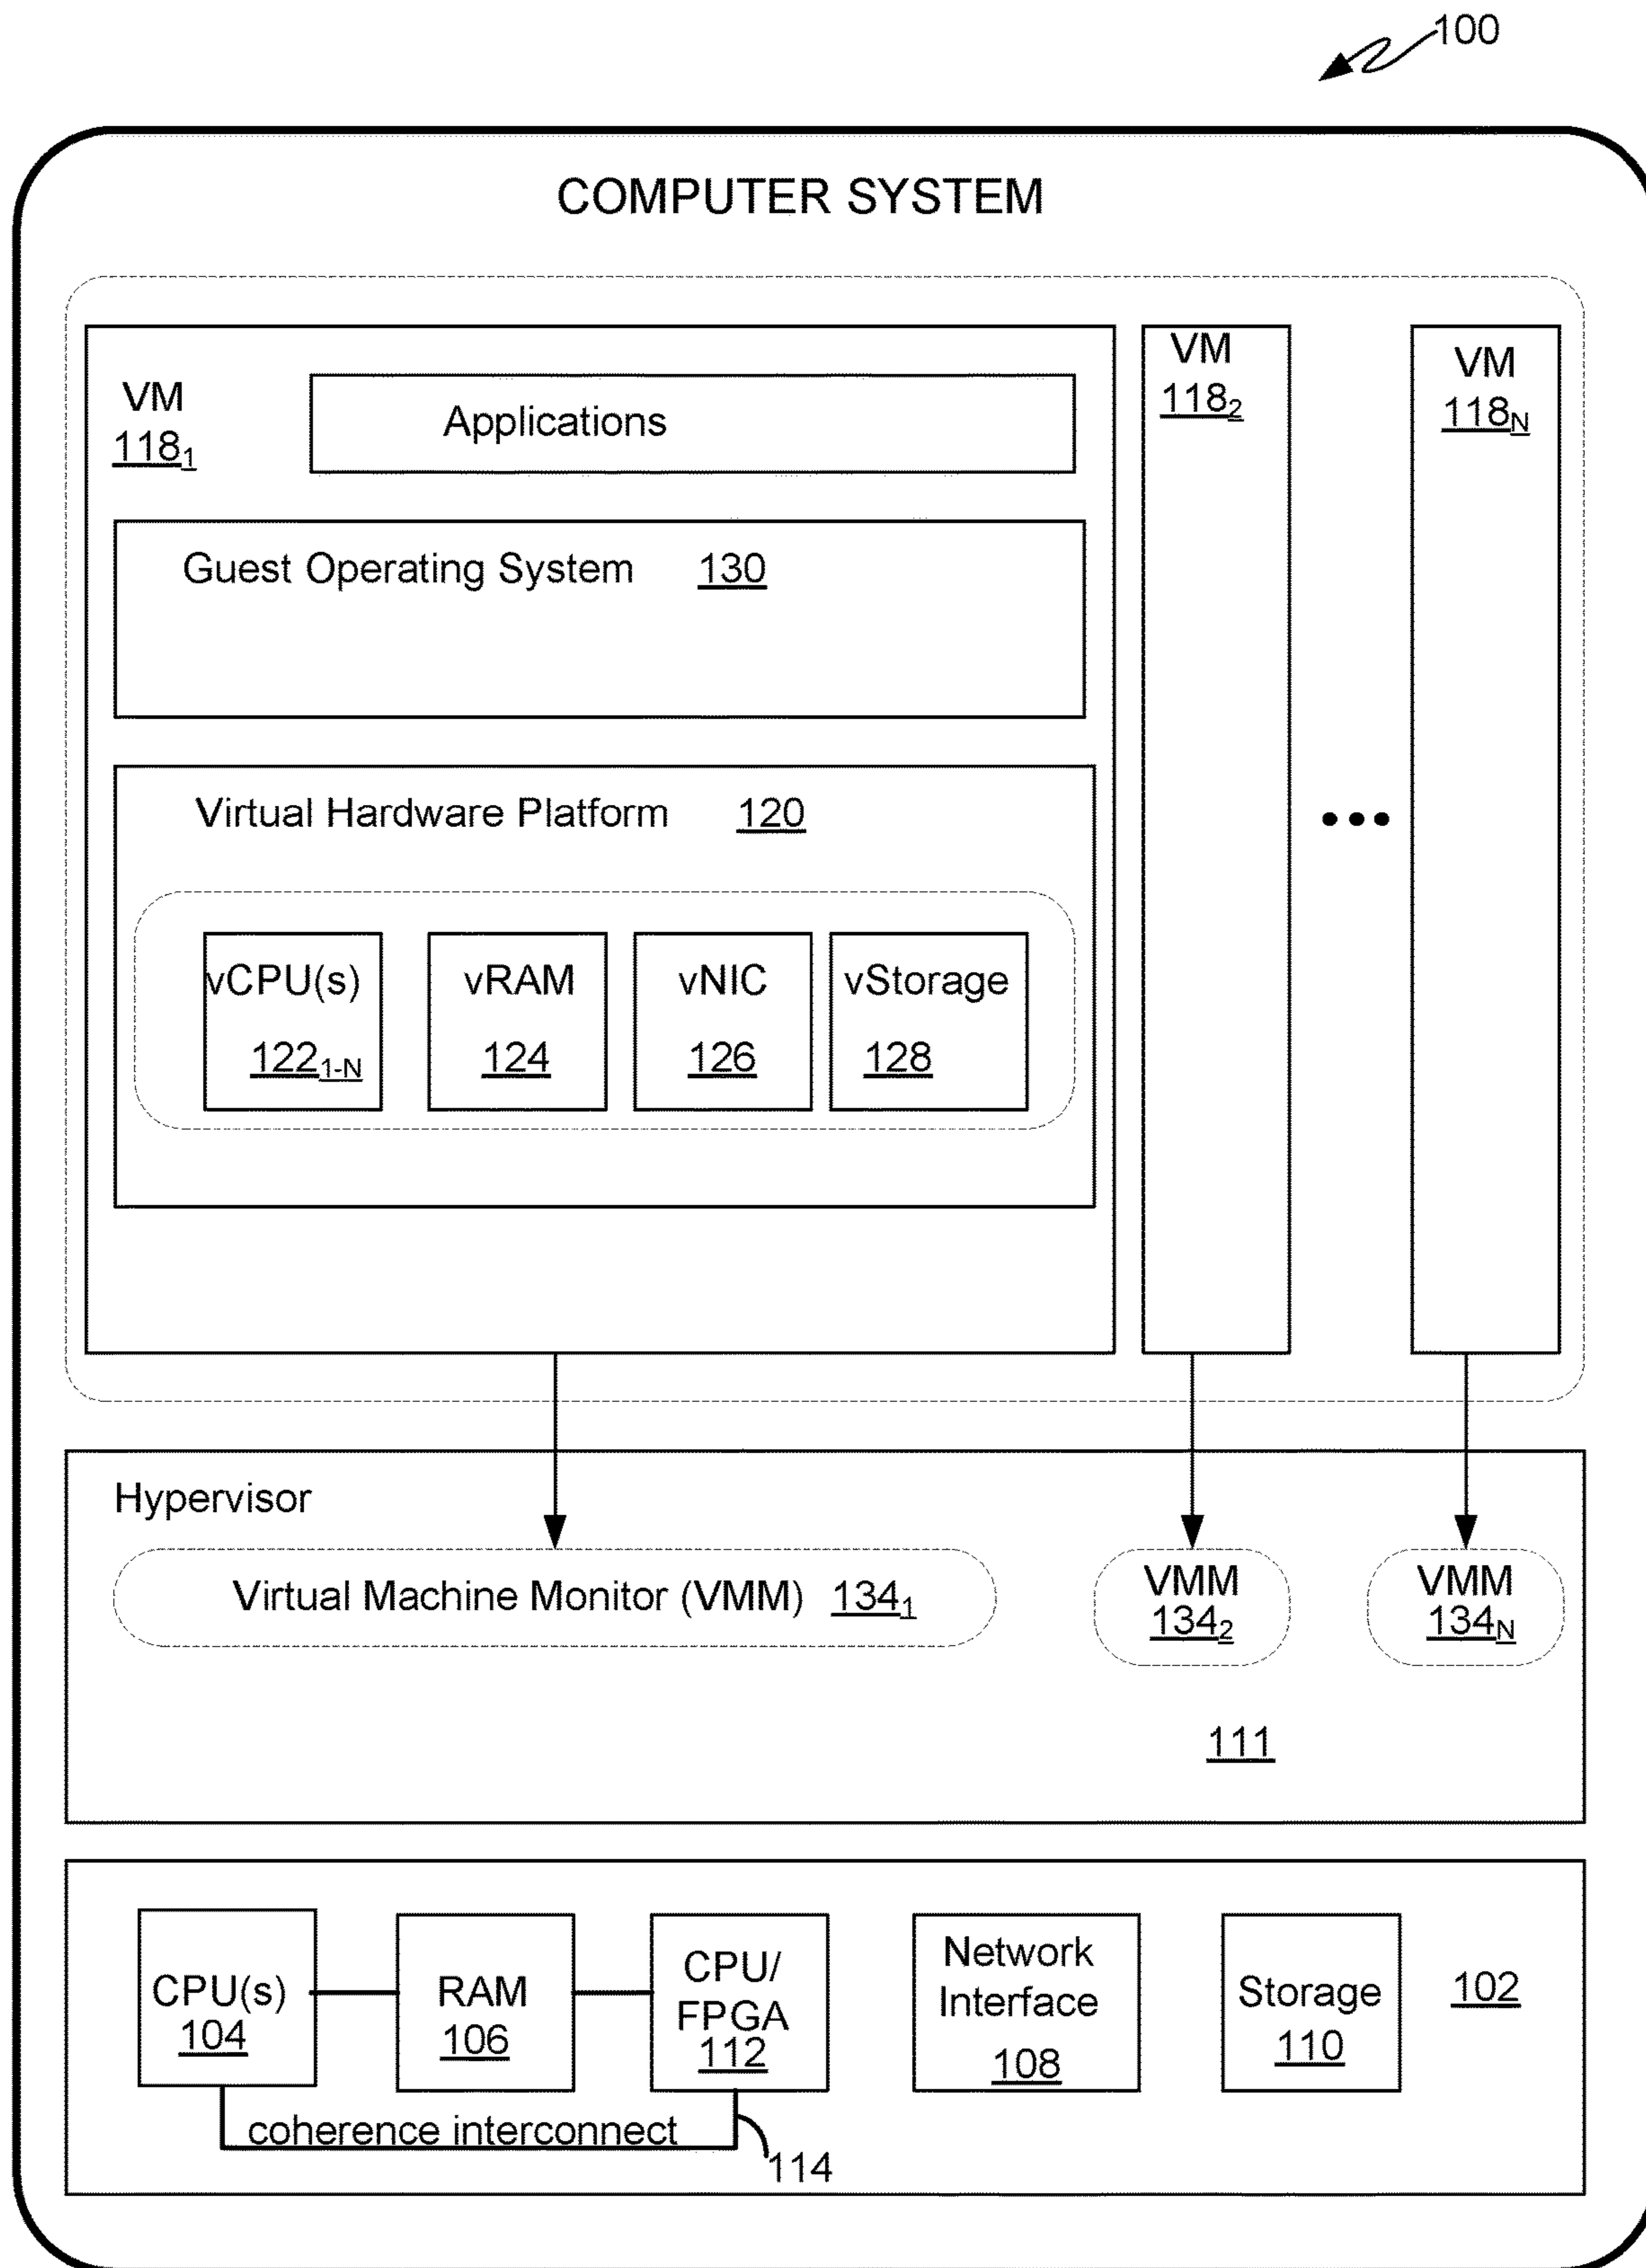 100
COMPUTER SYSTEM
VM
118₁
Applications
Guest Operating System 130
Virtual Hardware Platform 120
vCPU(s)
122₁₋N
vRAM
124
vNIC
126
vStorage
128
VM
118₂
VM
118N
Hypervisor
Virtual Machine Monitor (VMM) 134₁
VMM
134₂
VMM
134N
111
CPU(s)
104
RAM
106
CPU/
FPGA
112
Network
Interface
108
Storage
110
102
coherence interconnect
114